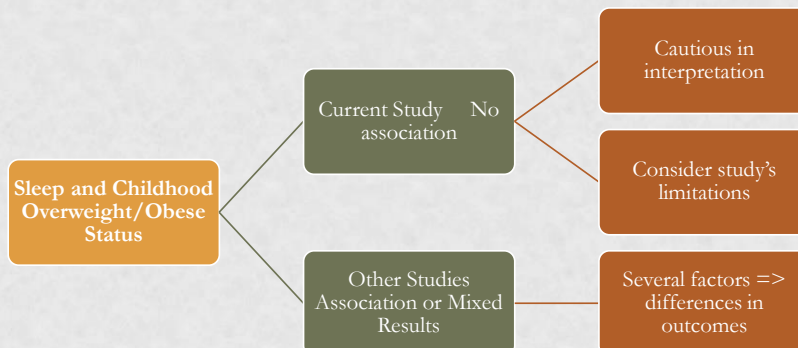 Sleep and Childhood
Overweight/Obese
Status
Current Study No
association
Other Studies
Association or Mixed
Results
Cautious in
interpretation
Consider study's
limitations
Several factors =>
differences in
outcomes